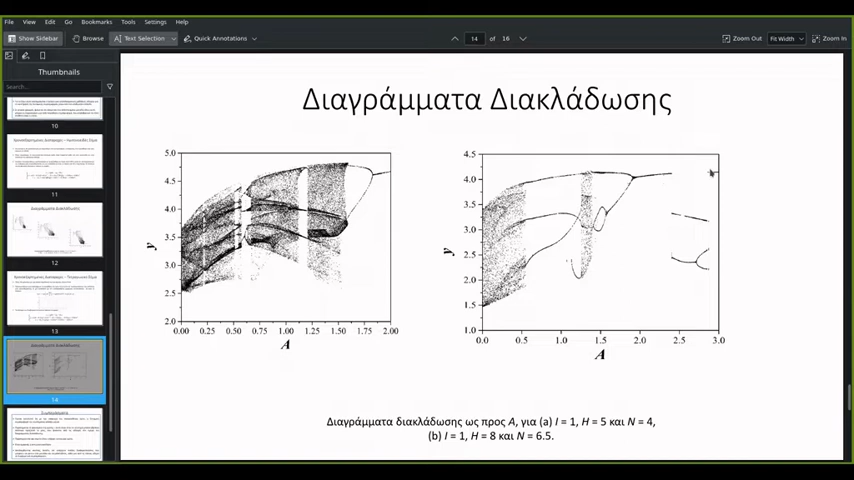 File View Go Bookmarks Tools Settings Help
Show Sidebar Browse Text Selection Quick Annotations 14 of 16 Zoom Out Fit Width Zoom In
Thumbnails
Search...
10
11
Διαγράμματα Διακλάδωσης
12
13
Διαγράμματα Διακλάδωσης
14
Διαγράμματα Διακλάδωσης
5.0
4.5
4.0
3.5
3.0
2.5
2.0
y
0.00 0.25 0.50 0.75 1.00 1.25 1.50 1.75 2.00
A
4.5
4.0
3.5
3.0
2.5
2.0
1.5
1.0
y
0.0 0.5 1.0 1.5 2.0 2.5 3.0
A
Διαγράμματα διακλάδωσης ως προς A, για (a) I = 1, H = 5 και N = 4,
(b) I = 1, H = 8 και N = 6.5.